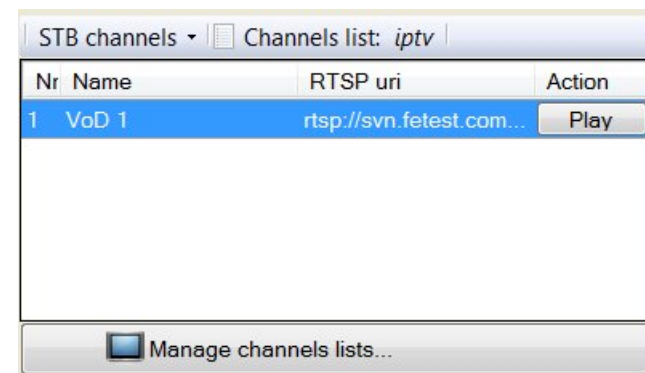 STB channels Channels list: iptv
Nr Name RTSP uri Action
1 VoD 1 rtsp://svn.fetest.com... Play
Manage channels lists...